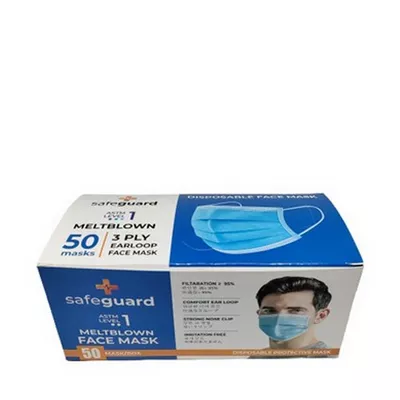 safeguard
ASTM
LEVEL 1
MELTBLOWN
50
masks
3 PLY
EARLOOP
FACE MASK
DISPOSABLE FACE MASK
safeguard
ASTM
LEVEL 1
MELTBLOWN
FACE MASK
50
FILTARATION ≥ 95%
COMFORT EAR LOOP
STRONG NOSE CLIP
IRRITATION FREE
DISPOSABLE PROTECTIVE MASK